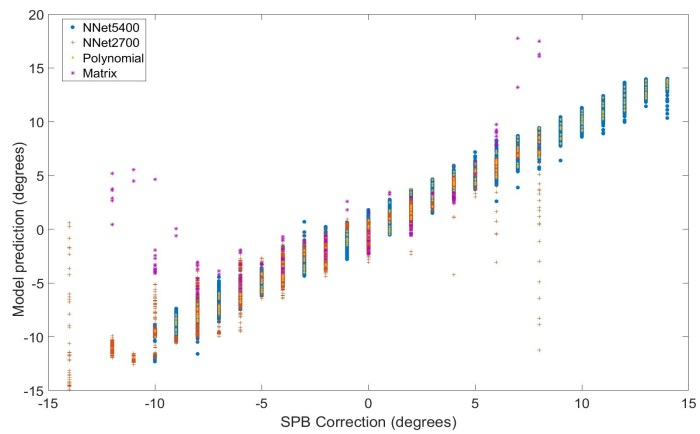 NNet5400
NNet2700
Polynomial
Matrix
20
15
10
5
0
-5
-10
-15
Model prediction (degrees)
-15
-10
-5
0
5
10
15
SPB Correction (degrees)